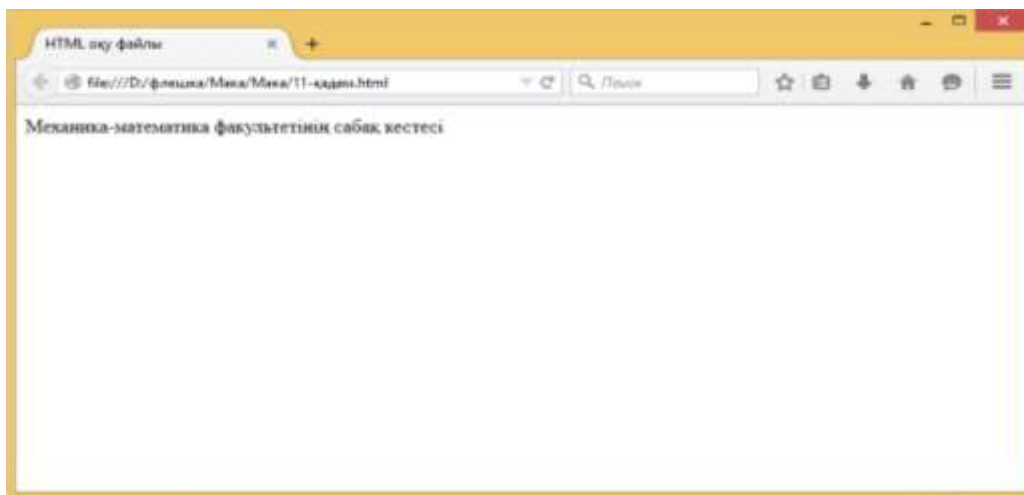 HTML оқу файлы
file:///D:/флешка/Мака/Мака/11-қадам.html
Поиск
Механика-математика факультетінің сабақ кестесі